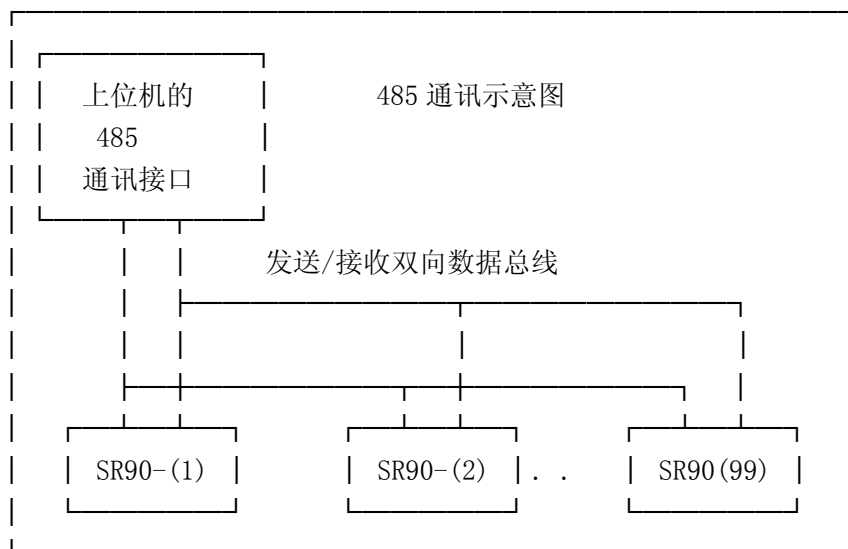 上位机的 485 通讯示意图
485
通讯接口
发送/接收双向数据总线
SR90-(1) SR90-(2) . . SR90(99)